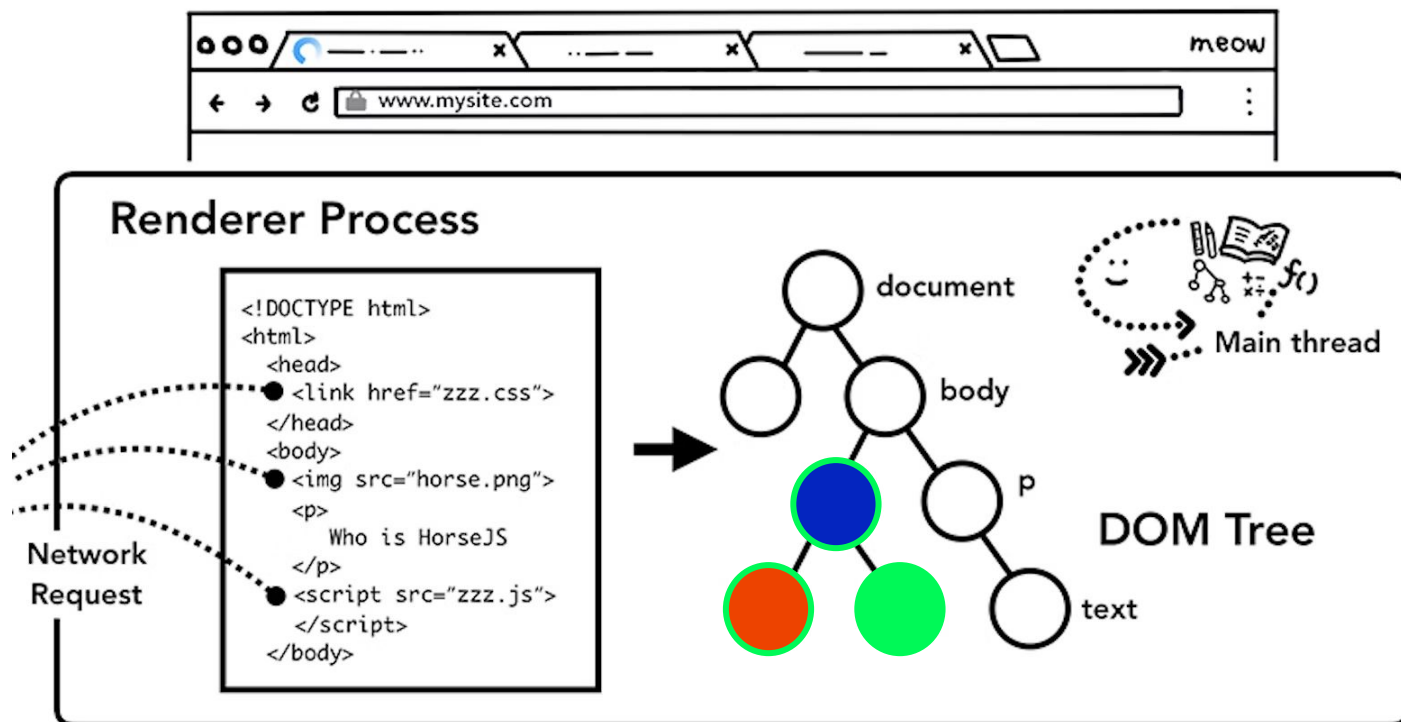 meow
www.mysite.com
Renderer Process
<!DOCTYPE html>
<html>
<head>
<link href="zzz.css">
</head>
<body>
<img src="horse.png">
<p>
Who is HorseJS
</p>
<script src="zzz.js">
</script>
</body>
Network
Request
document
body
p
text
DOM Tree
f()
+-
×÷
Main thread